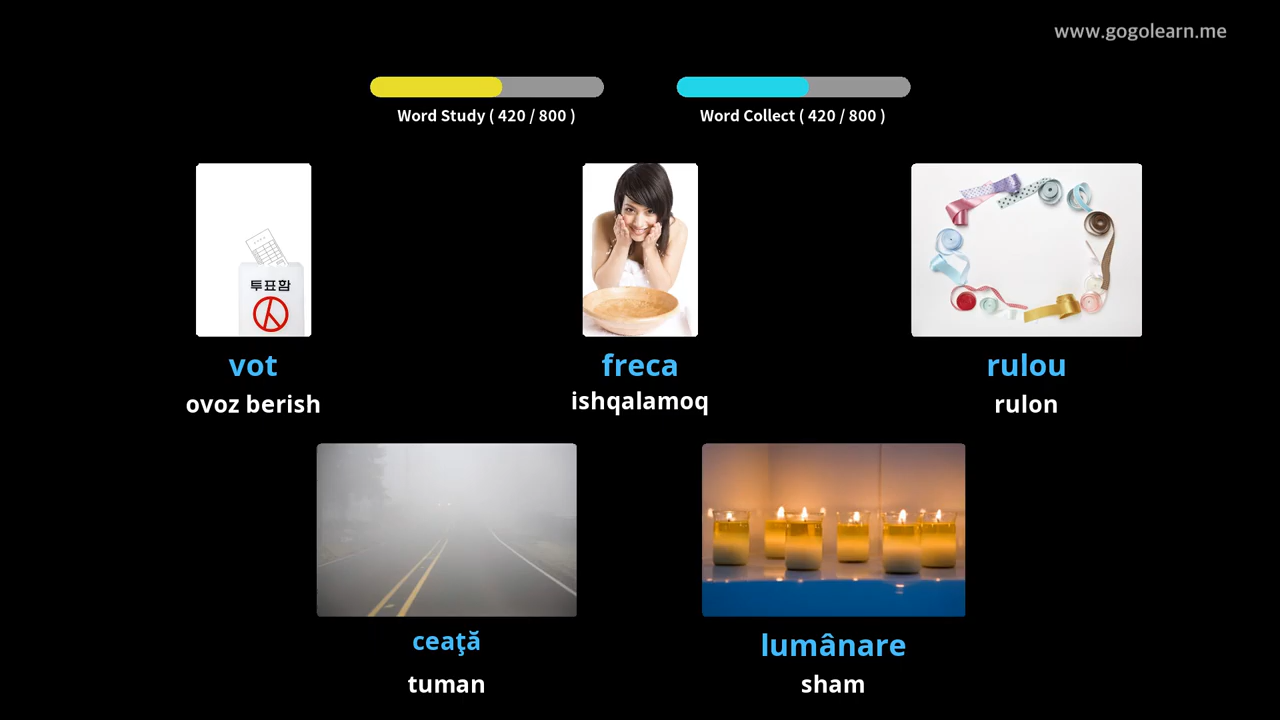 www.gogolearn.me
Word Study ( 420 / 800 )
Word Collect ( 420 / 800 )
투표함
vot
ovoz berish
freca
ishqalamoq
rulou
rulon
ceaţă
tuman
lumânare
sham